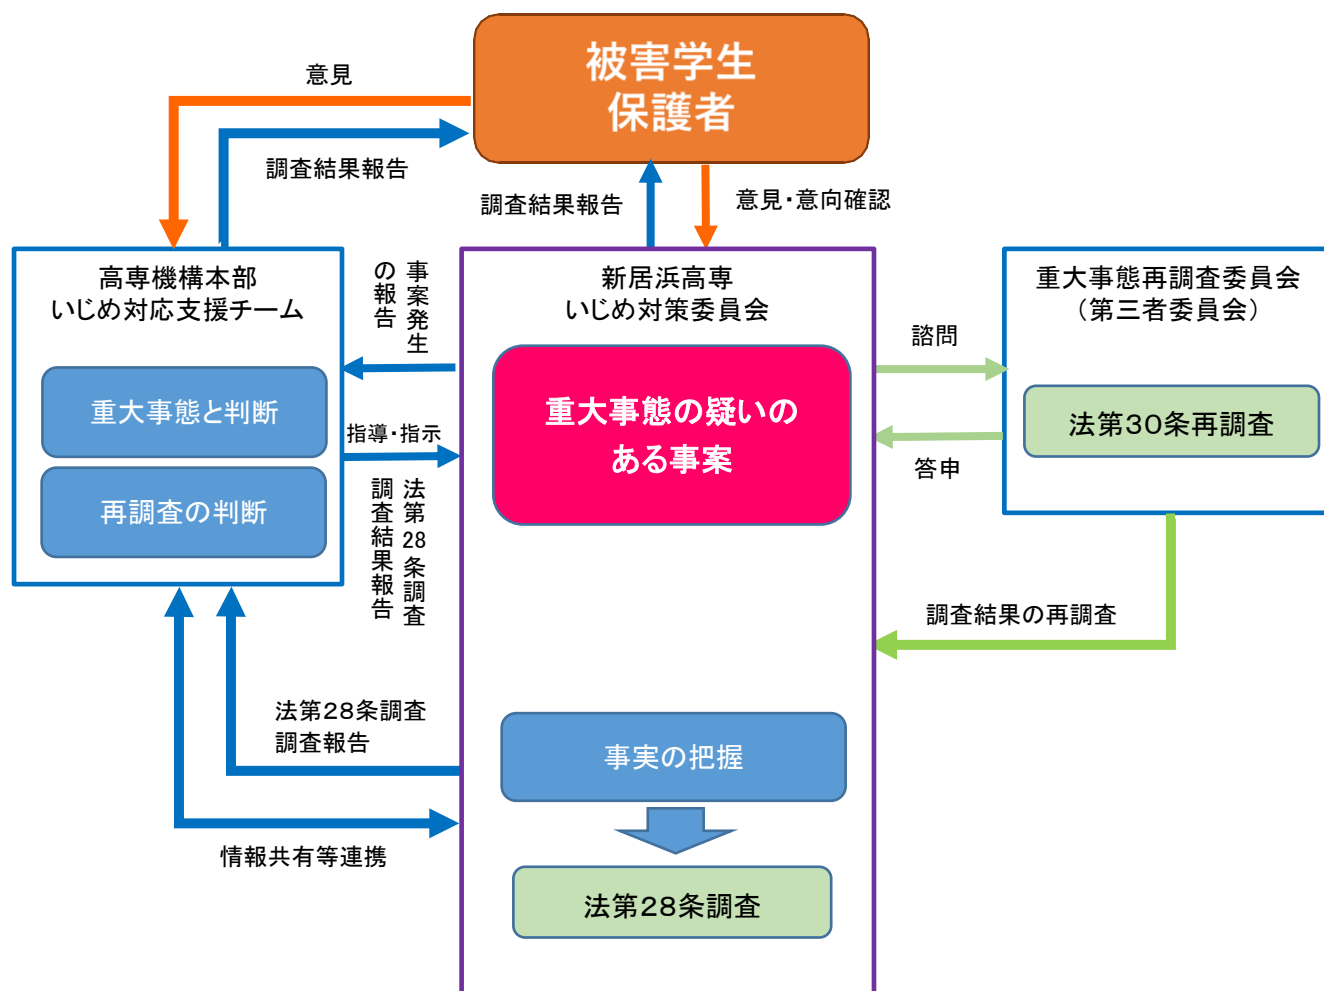 被害学生
保護者
意見
調査結果報告
調査結果報告
意見・意向確認
高専機構本部
いじめ対応支援チーム
重大事態と判断
再調査の判断
事案発生
の報告
指導・指示
法第28条調査
調査結果報告
新居浜高専
いじめ対策委員会
重大事態の疑いの
ある事案
諮問
答申
重大事態再調査委員会
（第三者委員会）
法第30条再調査
調査結果の再調査
法第28条調査
調査報告
情報共有等連携
事実の把握
法第28条調査